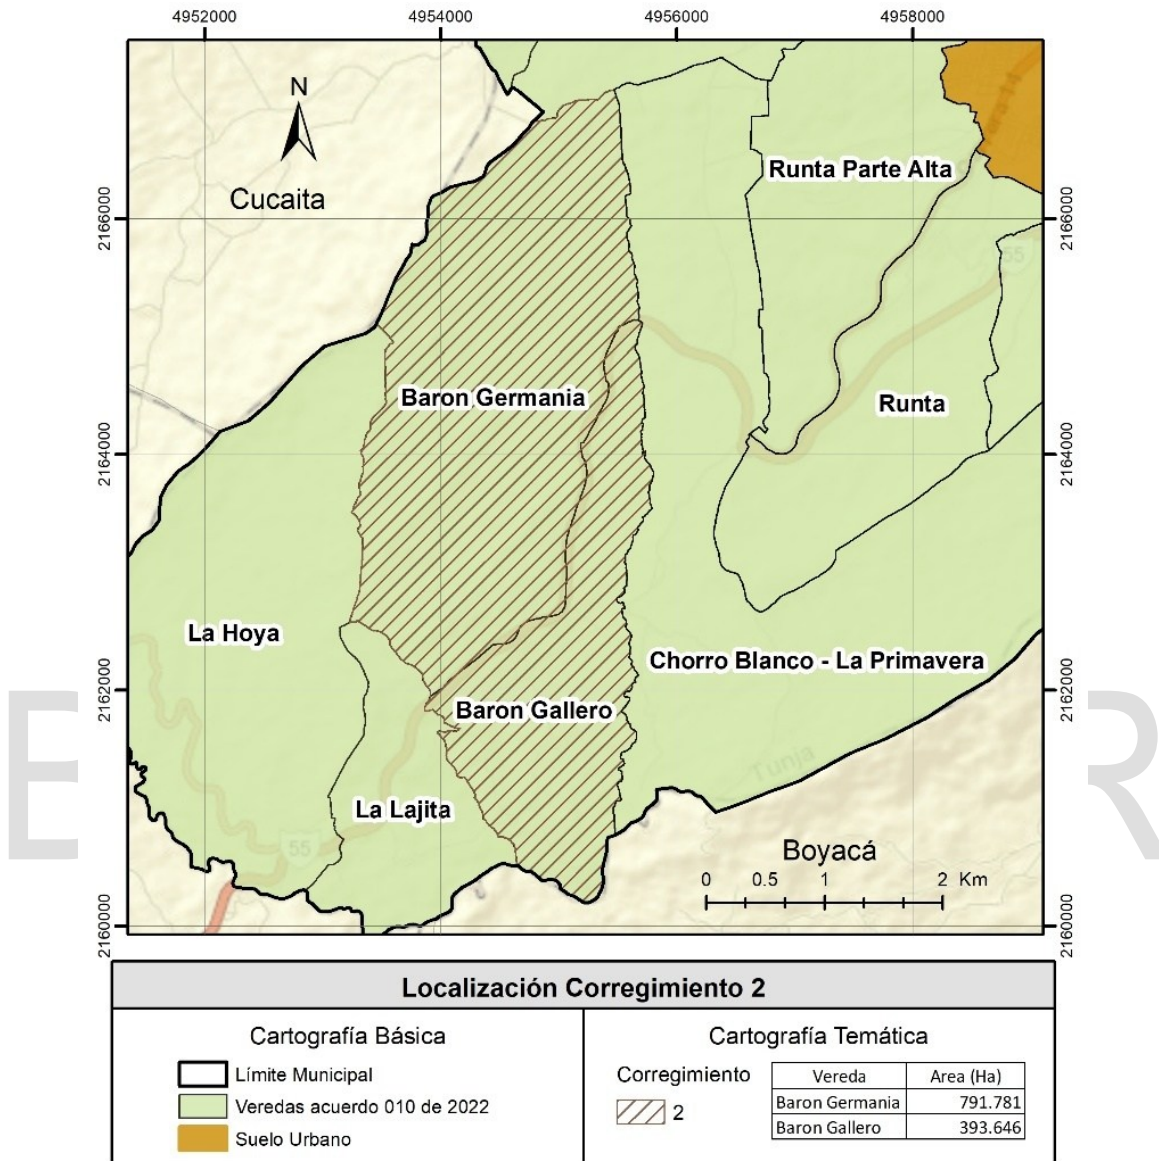 4952000 4954000 4956000 4958000
N
Cucaita
Runta Parte Alta
2166000 2166000
55
Baron Germania
Runta
2164000 2164000
La Hoya
Chorro Blanco - La Primavera
2162000 2162000
Baron Gallero
E R
Tunja
La Lajita
55
Boyacá
0 0.5 1 2 Km
2160000 2160000
Localización Corregimiento 2
Cartografía Básica
Límite Municipal
Veredas acuerdo 010 de 2022
Suelo Urbano
Cartografía Temática
Corregimiento
2
Vereda Area (Ha)
Baron Germania 791.781
Baron Gallero 393.646